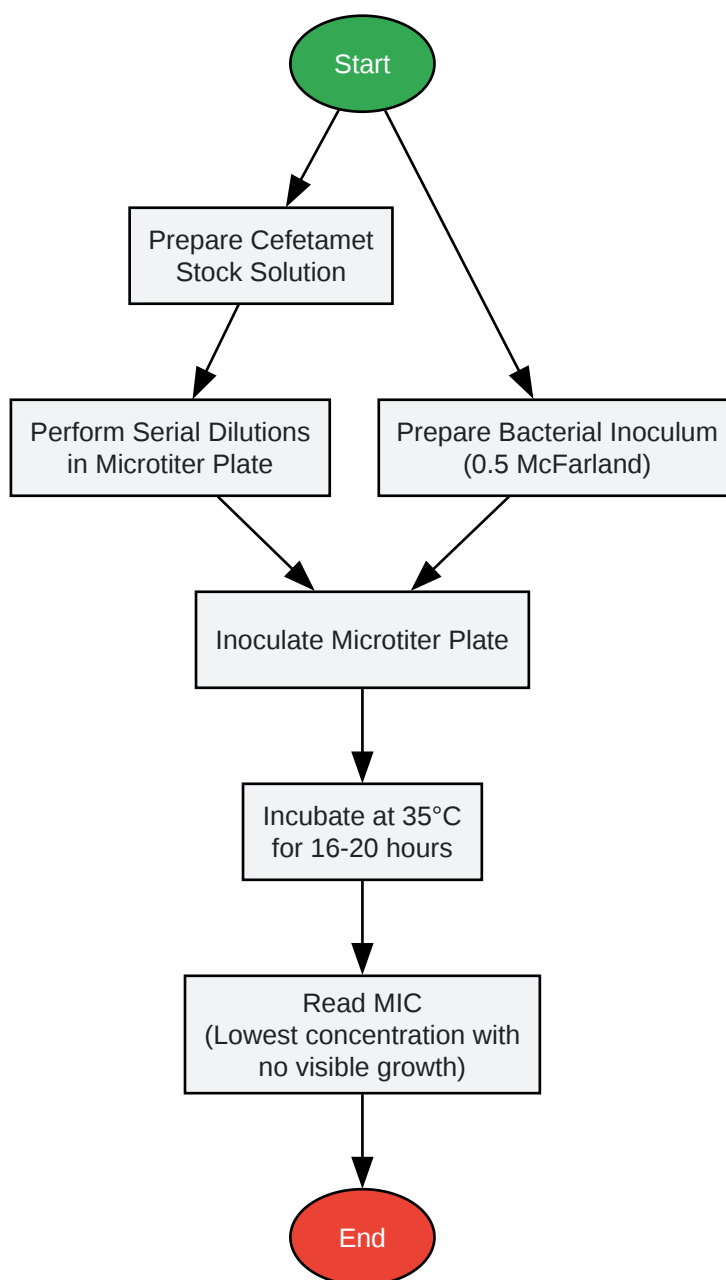 Start
Prepare Cefetamet
Stock Solution
Perform Serial Dilutions
in Microtiter Plate
Prepare Bacterial Inoculum
(0.5 McFarland)
Inoculate Microtiter Plate
Incubate at 35°C
for 16-20 hours
Read MIC
(Lowest concentration with
no visible growth)
End